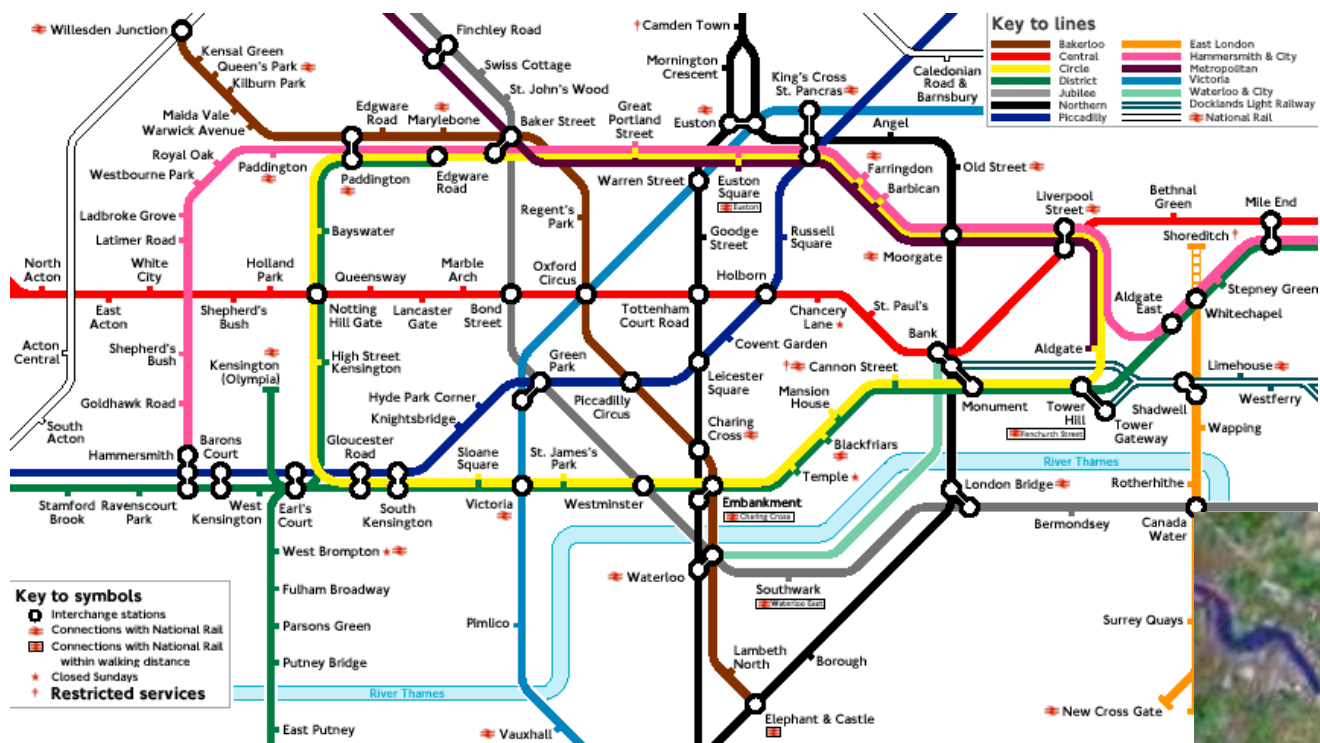 Willesden Junction
Kensal Green
Queen's Park
Kilburn Park
Maida Vale
Warwick Avenue
Royal Oak
Westbourne Park
Ladbroke Grove
Latimer Road
Finchley Road
Swiss Cottage
St. John's Wood
Edgware
Road
Marylebone
Baker Street
Great
Portland
Street
Paddington
Paddington
Edgware
Road
Camden Town
Mornington
Crescent
Euston
King's Cross
St. Pancras
Caledonian
Road &
Barnsbury
Angel
Key to lines
Bakerloo
Central
Circle
District
Jubilee
Northern
Piccadilly
East London
Hammersmith & City
Metropolitan
Victoria
Waterloo & City
Docklands Light Railway
National Rail
Warren Street
Euston
Square
Euston
Farringdon
Barbican
Old Street
Liverpool
Street
Bethnal
Green
Mile End
Shoreditch
Moorgate
Stepney Green
Whitechapel
Aldgate
East
Aldgate
Regent's
Park
Goodge
Street
Russell
Square
Bayswater
North
Acton
East
Acton
White
City
Shepherd's
Bush
Holland
Park
Notting
Hill Gate
Queensway
Lancaster
Gate
Marble
Arch
Bond
Street
Oxford
Circus
Tottenham
Court Road
Holborn
Chancery
Lane
St. Paul's
Bank
Acton
Central
South
Acton
Shepherd's
Bush
Goldhawk Road
Kensington
(Olympia)
High Street
Kensington
Hyde Park Corner
Knightsbridge
Green
Park
Piccadilly
Circus
Covent Garden
Leicester
Square
Cannon Street
Mansion
House
Monument
Tower
Hill
Fenchurch Street
Tower
Gateway
Shadwell
Limehouse
Westferry
Wapping
Rotherhithe
Canada
Water
Hammersmith
Barons
Court
Gloucester
Road
Sloane
Square
St. James's
Park
Charing
Cross
Blackfriars
Temple
River Thames
Stamford
Brook
Ravenscourt
Park
West
Kensington
Earl's
Court
South
Kensington
Victoria
Westminster
Embankment
Charing Cross
London Bridge
Bermondsey
West Brompton
Fulham Broadway
Parsons Green
Putney Bridge
East Putney
Waterloo
Southwark
Waterloo East
Pimlico
Lambeth
North
Borough
Surrey Quays
New Cross Gate
River Thames
Vauxhall
Elephant & Castle
Key to symbols
Interchange stations
Connections with National Rail
Connections with National Rail
within walking distance
Closed Sundays
Restricted services